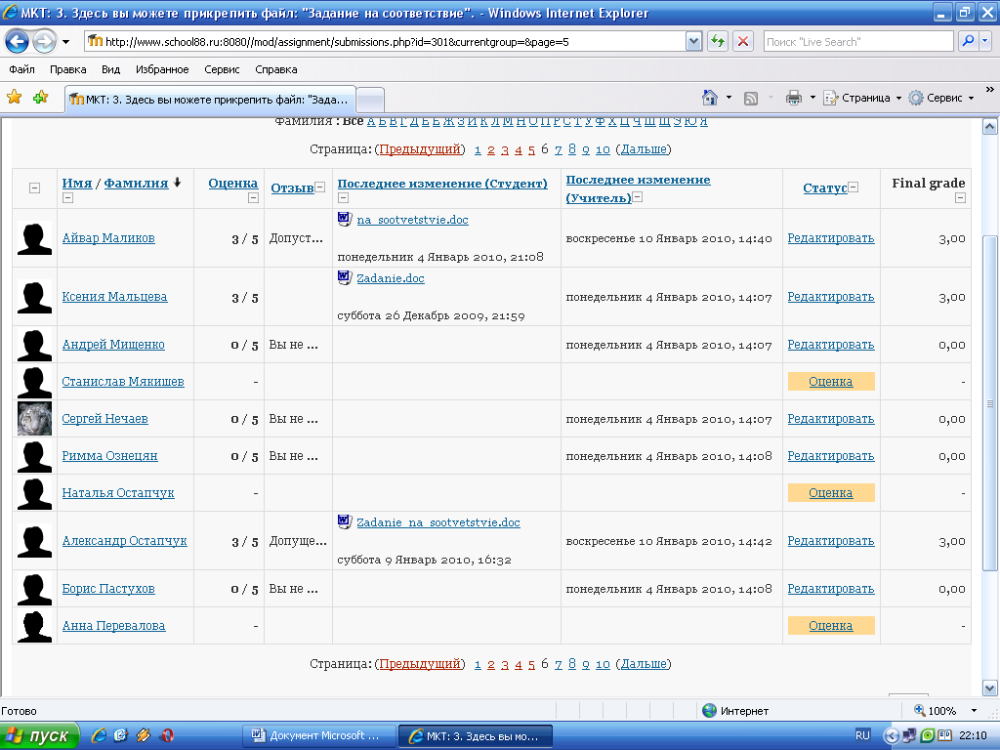 МКТ: 3. Здесь вы можете прикрепить файл: "Задание на соответствие". - Windows Internet Explorer
http://www.school88.ru:8080//mod/assignment/submissions.php?id=301&currentgroup=&page=5
Поиск "Live Search"
Файл Правка Вид Избранное Сервис Справка
МКТ: 3. Здесь вы можете прикрепить файл: "Зада...
Страница Сервис »
Фамилия : Все А Б В Г Д Е Ё Ж З И К Л М Н О П Р С Т У Ф Х Ц Ч Ш Щ Э Ю Я
Страница: (Предыдущий) 1 2 3 4 5 6 7 8 9 10 (Дальше)
Имя / Фамилия Оценка Отзыв Последнее изменение (Студент) Последнее изменение (Учитель) Статус Final grade
Айвар Маликов 3 / 5 Допуст... na_sootvetstvie.doc
понедельник 4 Январь 2010, 21:08 воскресенье 10 Январь 2010, 14:40 Редактировать 3,00
Ксения Мальцева 3 / 5 Zadanie.doc
суббота 26 Декабрь 2009, 21:59 понедельник 4 Январь 2010, 14:07 Редактировать 3,00
Андрей Мищенко 0 / 5 Вы не ... понедельник 4 Январь 2010, 14:07 Редактировать 0,00
Станислав Мякишев - Оценка -
Сергей Нечаев 0 / 5 Вы не ... понедельник 4 Январь 2010, 14:07 Редактировать 0,00
Римма Ознецян 0 / 5 Вы не ... понедельник 4 Январь 2010, 14:08 Редактировать 0,00
Наталья Остапчук - Оценка -
Александр Остапчук 3 / 5 Допуще... Zadanie_na_sootvetstvie.doc
суббота 9 Январь 2010, 16:32 воскресенье 10 Январь 2010, 14:42 Редактировать 3,00
Борис Пастухов 0 / 5 Вы не ... понедельник 4 Январь 2010, 14:08 Редактировать 0,00
Анна Перевалова - Оценка -
Страница: (Предыдущий) 1 2 3 4 5 6 7 8 9 10 (Дальше)
Готово Интернет 100%
пуск Документ Microsoft ... МКТ: 3. Здесь вы мо... RU 22:10